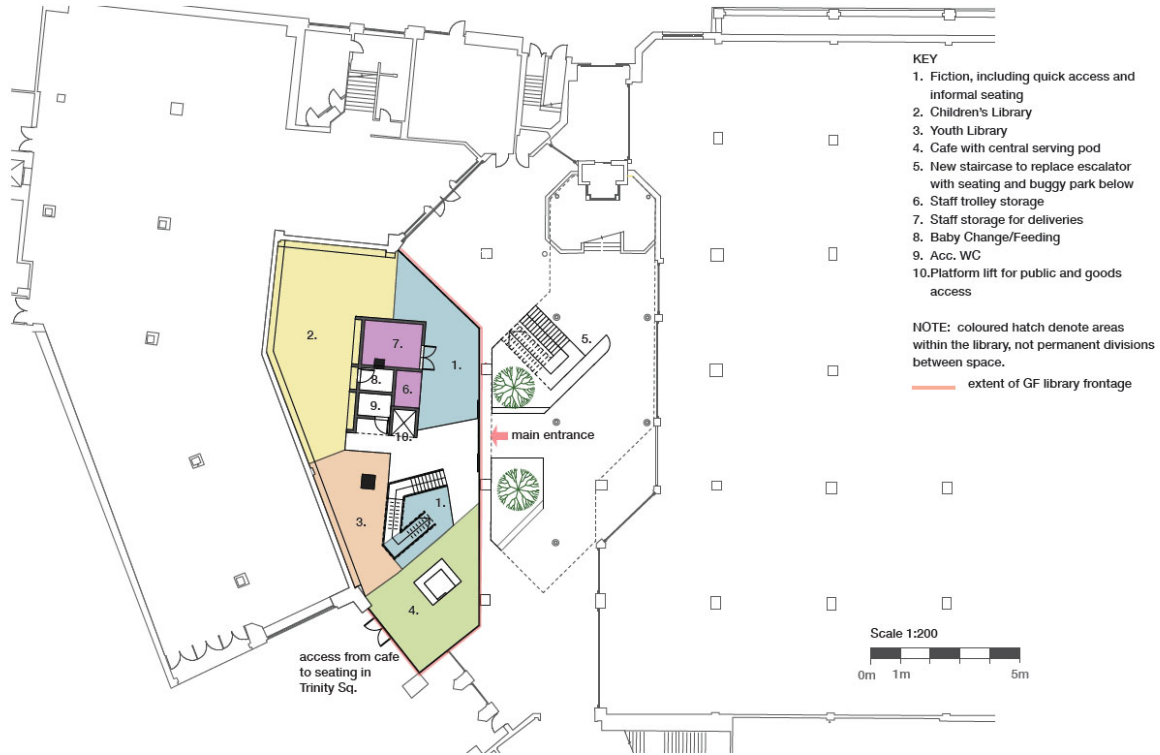 KEY
1. Fiction, including quick access and
informal seating
2. Children's Library
3. Youth Library
4. Cafe with central serving pod
5. New staircase to replace escalator
with seating and buggy park below
6. Staff trolley storage
7. Staff storage for deliveries
8. Baby Change/Feeding
9. Acc. WC
10.Platform lift for public and goods
access
NOTE: coloured hatch denote areas
within the library, not permanent divisions
between space.
extent of GF library frontage
2.
7.
1.
5.
8.
6.
9.
10.
main entrance
3.
1.
4.
access from cafe
to seating in
Trinity Sq.
Scale 1:200
0m 1m 5m